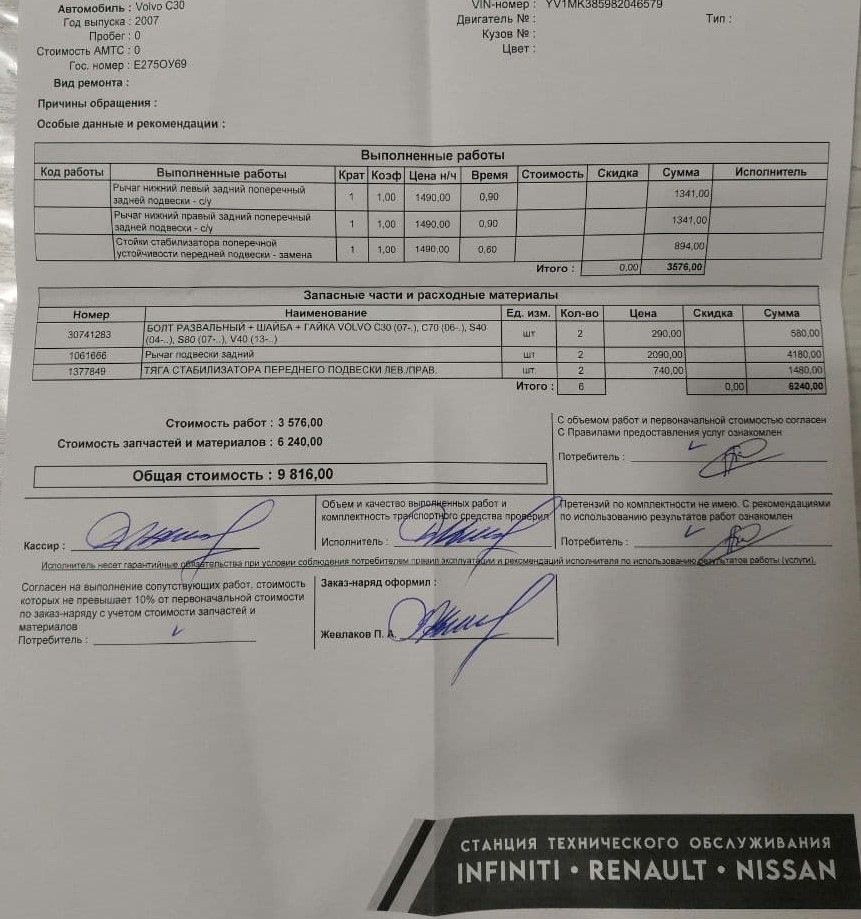 Автомобиль : Volvo C30
Год выпуска : 2007
Пробег : 0
Стоимость АМТС : 0
Гос. номер : Е275ОУ69
VIN-номер : YV1MK385982046579
Двигатель № :
Тип :
Кузов № :
Цвет :
Вид ремонта :
Причины обращения :
Особые данные и рекомендации :
Выполненные работы
Код работы Выполненные работы Крат Коэф Цена н/ч Время Стоимость Скидка Сумма Исполнитель
Рычаг нижний левый задний поперечный
задней подвески - с/у 1 1,00 1490,00 0,90 1341,00
Рычаг нижний правый задний поперечный
задней подвески - с/у 1 1,00 1490,00 0,90 1341,00
Стойки стабилизатора поперечной
устойчивости передней подвески - замена 1 1,00 1490,00 0,60 894,00
Итого : 0,00 3576,00
Запасные части и расходные материалы
Номер Наименование Ед. изм. Кол-во Цена Скидка Сумма
30741283 БОЛТ РАЗВАЛЬНЫЙ + ШАЙБА + ГАЙКА VOLVO C30 (07-..), C70 (06-..), S40
(04-..), S80 (07-..), V40 (13-..) шт 2 290,00 580,00
1061666 Рычаг подвески задний шт 2 2090,00 4180,00
1377849 ТЯГА СТАБИЛИЗАТОРА ПЕРЕДНЕГО ПОДВЕСКИ ЛЕВ./ПРАВ. шт. 2 740,00 1480,00
Итого : 6 0,00 6240,00
Стоимость работ : 3 576,00
Стоимость запчастей и материалов : 6 240,00
Общая стоимость : 9 816,00
С объемом работ и первоначальной стоимостью согласен
С Правилами предоставления услуг ознакомлен
Потребитель :
Кассир :
Объем и качество выполненных работ и
комплектность транспортного средства проверил
Исполнитель :
Претензий по комплектности не имею. С рекомендациями
по использованию результатов работ ознакомлен
Потребитель :
Исполнитель несет гарантийные обязательства при условии соблюдения потребителем правил эксплуатации и рекомендаций исполнителя по использованию результатов работы (услуги).
Согласен на выполнение сопутствующих работ, стоимость
которых не превышает 10% от первоначальной стоимости
по заказ-наряду с учетом стоимости запчастей и
материалов
Потребитель :
Заказ-наряд оформил :
Жевлаков П. А.
СТАНЦИЯ ТЕХНИЧЕСКОГО ОБСЛУЖИВАНИЯ
INFINITI • RENAULT • NISSAN